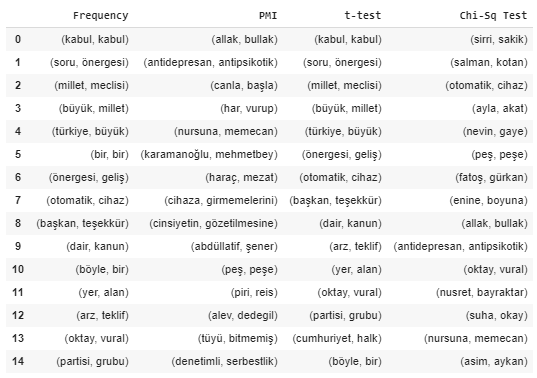 Frequency PMI t-test Chi-Sq Test
0 (kabul, kabul) (allak, bullak) (kabul, kabul) (sirri, sakik)
1 (soru, önergesi) (antidepresan, antipsikotik) (soru, önergesi) (salman, kotan)
2 (millet, meclisi) (canla, başla) (millet, meclisi) (otomatik, cihaz)
3 (büyük, millet) (har, vurup) (büyük, millet) (ayla, akat)
4 (türkiye, büyük) (nursuna, memecan) (türkiye, büyük) (nevin, gaye)
5 (bir, bir) (karamanoğlu, mehmetbey) (önergesi, geliş) (peş, peşe)
6 (önergesi, geliş) (haraç, mezat) (otomatik, cihaz) (fatoş, gürkan)
7 (otomatik, cihaz) (cihaza, girmemelerini) (başkan, teşekkür) (enine, boyuna)
8 (başkan, teşekkür) (cinsiyetin, gözetilmesine) (dair, kanun) (allak, bullak)
9 (dair, kanun) (abdüllatif, şener) (arz, teklif) (antidepresan, antipsikotik)
10 (böyle, bir) (peş, peşe) (yer, alan) (oktay, vural)
11 (yer, alan) (piri, reis) (oktay, vural) (nusret, bayraktar)
12 (arz, teklif) (alev, dedegil) (partisi, grubu) (suha, okay)
13 (oktay, vural) (tüyü, bitmemiş) (cumhuriyet, halk) (nursuna, memecan)
14 (partisi, grubu) (denetimli, serbestlik) (böyle, bir) (asim, aykan)